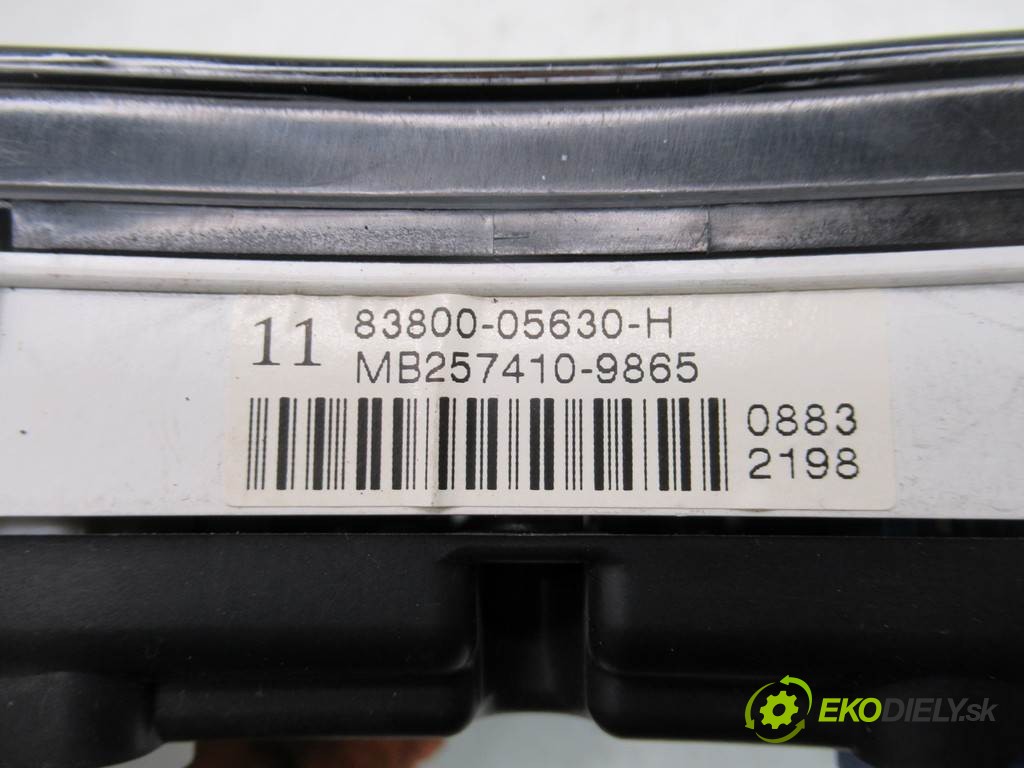 11
83800-05630-H
MB257410-9865
0883
2198
EKODIELY.sk